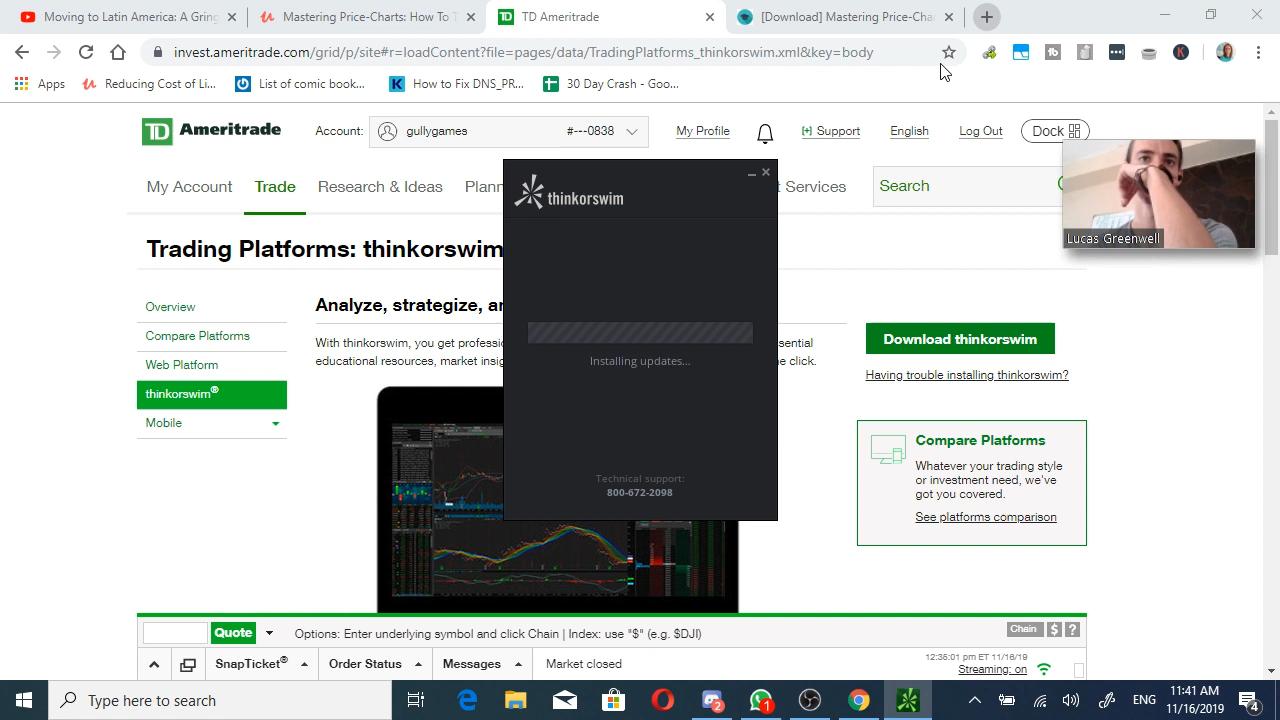 Moving to Latin America: A Gring
Mastering Price-Charts: How To T
TD Ameritrade
[Download] Mastering Price-Char
invest.ameritrade.com/grid/p/site#r=loadContent?file=pages/data/TradingPlatforms_thinkorswim.xml&key=body
Apps
Reducing Cost of Li...
List of comic book...
How to Fix DNS_PR...
30 Day Crash - Goo...
TD Ameritrade
Account:
gullygames
#---0838
My Profile
Support
English
Log Out
Dock
My Account
Trade
Research & Ideas
Plann
t Services
Search
thinkorswim
Lucas Greenwell
Trading Platforms: thinkorswim
Overview
Compare Platforms
Web Platform
thinkorswim®
Mobile
Analyze, strategize, a
With thinkorswim, you get profession
sential
educational resources, market insig
e click.
Installing updates...
Technical support:
800-672-2098
Download thinkorswim
Having trouble installing thinkorswim?
Compare Platforms
Whatever your trading style
or investment need, we've
got you covered.
See platforms comparison
Quote
Option: Enter underlying symbol and click Chain | Index: use "$" (e.g. $DJI)
Chain
$
?
SnapTicket®
Order Status
Messages
Market closed
12:35:01 pm ET 11/16/19
Streaming: on
Type here to search
2
1
ENG
11:41 AM
11/16/2019
4